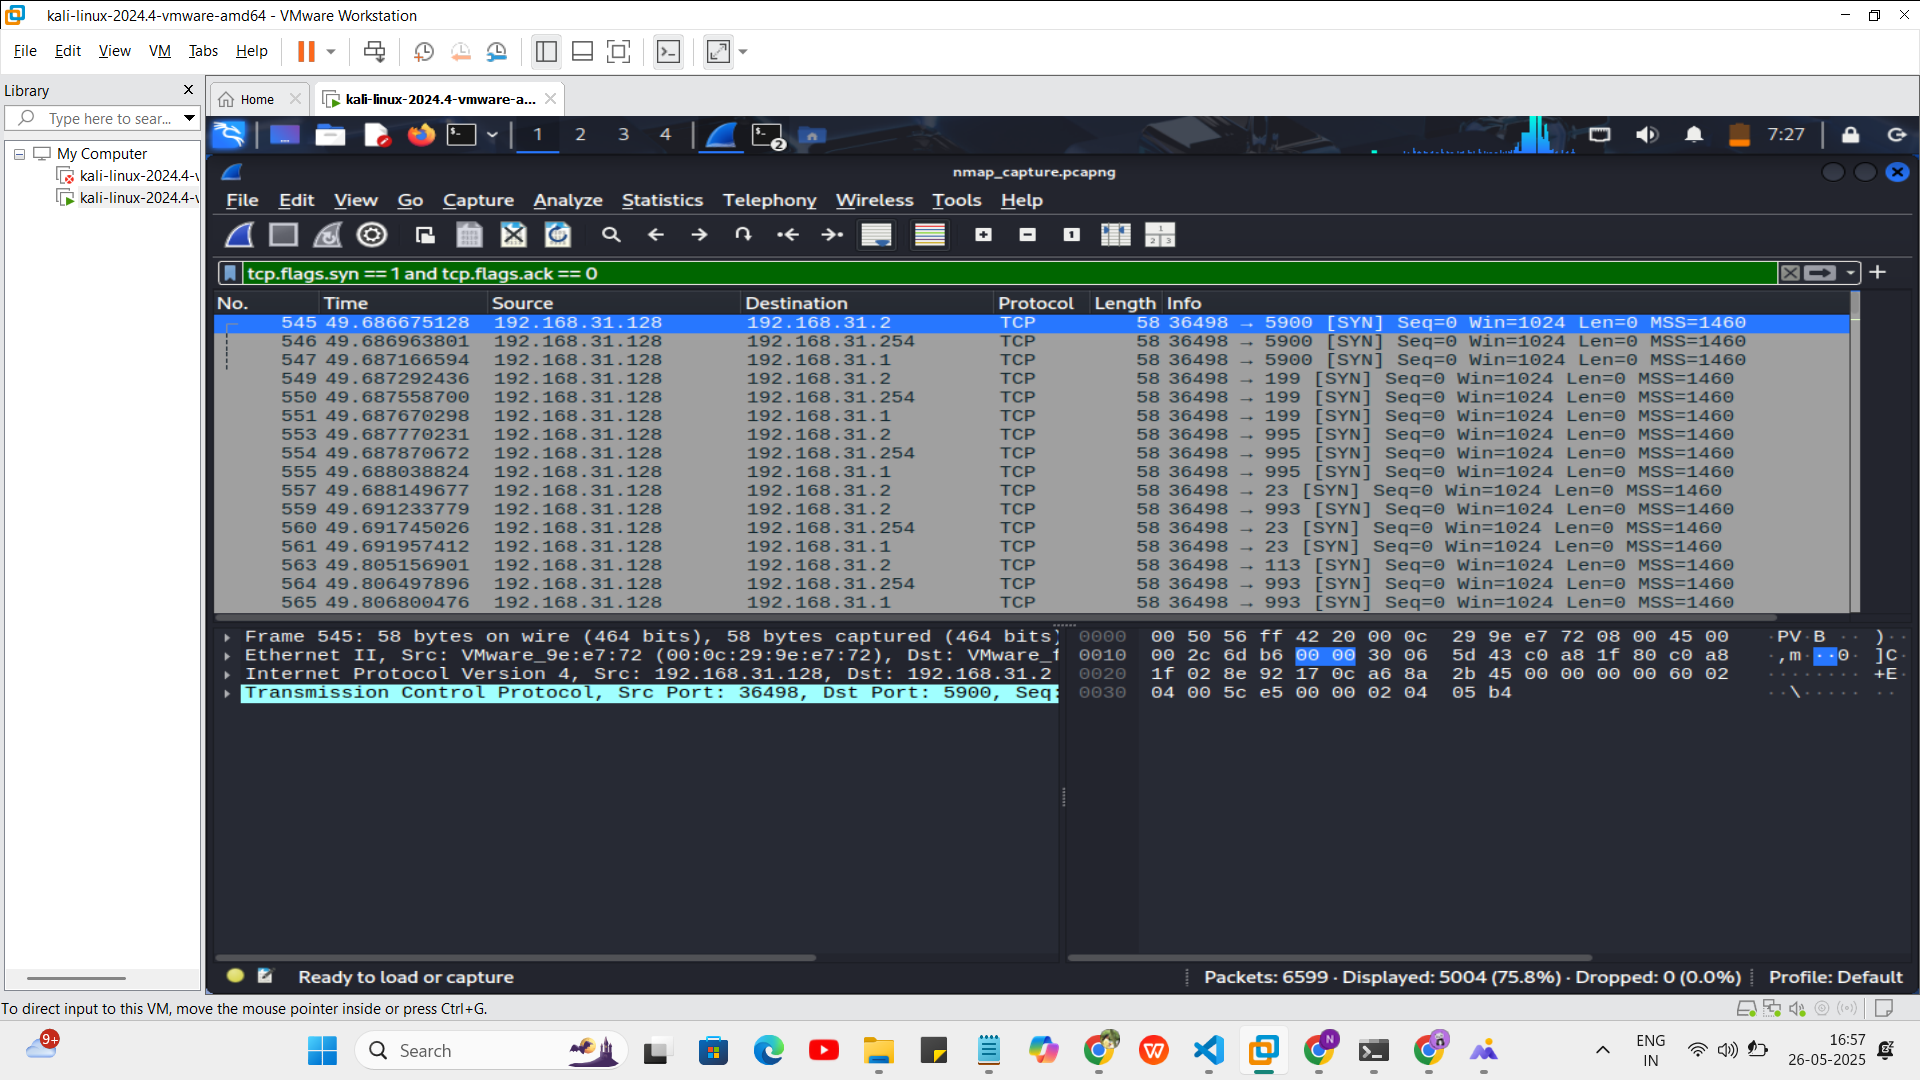 kali-linux-2024.4-vmware-amd64 - VMware Workstation
File Edit View VM Tabs Help
Library
Type here to sear...
My Computer
kali-linux-2024.4-v
kali-linux-2024.4-v
Home
kali-linux-2024.4-vmware-a...
1 2 3 4
2
7:27
nmap_capture.pcapng
File Edit View Go Capture Analyze Statistics Telephony Wireless Tools Help
tcp.flags.syn == 1 and tcp.flags.ack == 0
No. Time Source Destination Protocol Length Info
545 49.686675128 192.168.31.128 192.168.31.2 TCP 58 36498 → 5900 [SYN] Seq=0 Win=1024 Len=0 MSS=1460
546 49.686963801 192.168.31.128 192.168.31.254 TCP 58 36498 → 5900 [SYN] Seq=0 Win=1024 Len=0 MSS=1460
547 49.687166594 192.168.31.128 192.168.31.1 TCP 58 36498 → 5900 [SYN] Seq=0 Win=1024 Len=0 MSS=1460
549 49.687292436 192.168.31.128 192.168.31.2 TCP 58 36498 → 199 [SYN] Seq=0 Win=1024 Len=0 MSS=1460
550 49.687558700 192.168.31.128 192.168.31.254 TCP 58 36498 → 199 [SYN] Seq=0 Win=1024 Len=0 MSS=1460
551 49.687670298 192.168.31.128 192.168.31.1 TCP 58 36498 → 199 [SYN] Seq=0 Win=1024 Len=0 MSS=1460
553 49.687770231 192.168.31.128 192.168.31.2 TCP 58 36498 → 995 [SYN] Seq=0 Win=1024 Len=0 MSS=1460
554 49.687870672 192.168.31.128 192.168.31.254 TCP 58 36498 → 995 [SYN] Seq=0 Win=1024 Len=0 MSS=1460
555 49.688038824 192.168.31.128 192.168.31.1 TCP 58 36498 → 995 [SYN] Seq=0 Win=1024 Len=0 MSS=1460
557 49.688149677 192.168.31.128 192.168.31.2 TCP 58 36498 → 23 [SYN] Seq=0 Win=1024 Len=0 MSS=1460
559 49.691233779 192.168.31.128 192.168.31.2 TCP 58 36498 → 993 [SYN] Seq=0 Win=1024 Len=0 MSS=1460
560 49.691745026 192.168.31.128 192.168.31.254 TCP 58 36498 → 23 [SYN] Seq=0 Win=1024 Len=0 MSS=1460
561 49.691957412 192.168.31.128 192.168.31.1 TCP 58 36498 → 23 [SYN] Seq=0 Win=1024 Len=0 MSS=1460
563 49.805156901 192.168.31.128 192.168.31.2 TCP 58 36498 → 113 [SYN] Seq=0 Win=1024 Len=0 MSS=1460
564 49.806497896 192.168.31.128 192.168.31.254 TCP 58 36498 → 993 [SYN] Seq=0 Win=1024 Len=0 MSS=1460
565 49.806800476 192.168.31.128 192.168.31.1 TCP 58 36498 → 993 [SYN] Seq=0 Win=1024 Len=0 MSS=1460
Frame 545: 58 bytes on wire (464 bits), 58 bytes captured (464 bits)
Ethernet II, Src: VMware_9e:e7:72 (00:0c:29:9e:e7:72), Dst: VMware_f
Internet Protocol Version 4, Src: 192.168.31.128, Dst: 192.168.31.2
Transmission Control Protocol, Src Port: 36498, Dst Port: 5900, Seq:
0000 00 50 56 ff 42 20 00 0c 29 9e e7 72 08 00 45 00 ·PV·B ·· )··
0010 00 2c 6d b6 00 00 30 06 5d 43 c0 a8 1f 80 c0 a8 ·,m···0· ]C·
0020 1f 02 8e 92 17 0c a6 8a 2b 45 00 00 00 00 60 02 ········ +E·
0030 04 00 5c e5 00 00 02 04 05 b4 ··\····· ··
Ready to load or capture
Packets: 6599 · Displayed: 5004 (75.8%) · Dropped: 0 (0.0%)
Profile: Default
To direct input to this VM, move the mouse pointer inside or press Ctrl+G.
9+
Search
N
ENG
IN
16:57
26-05-2025